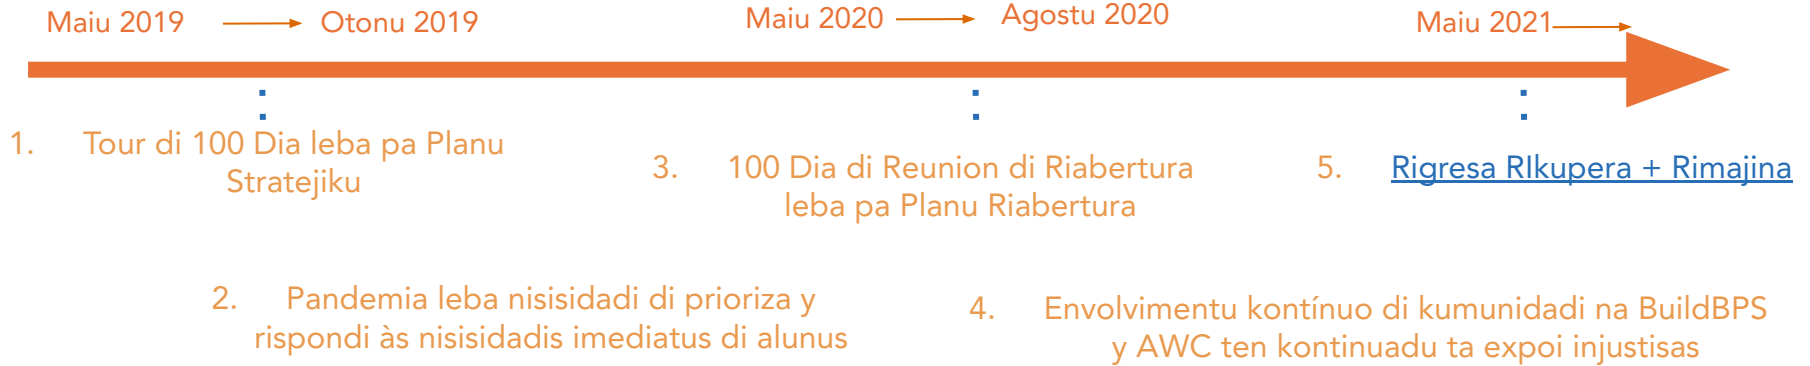 Maiu 2019 Otonu 2019 Maiu 2020 Agostu 2020 Maiu 2021
1. Tour di 100 Dia leba pa Planu
Stratejiku
3. 100 Dia di Reunion di Riabertura
leba pa Planu Riabertura
5. Rigresa RIkupera + Rimajina
2. Pandemia leba nisisidadi di prioriza y
rispondi às nisisidadis imediatus di alunus
4. Envolvimentu kontínuo di kumunidadi na BuildBPS
y AWC ten kontinuadu ta expoi injustisas